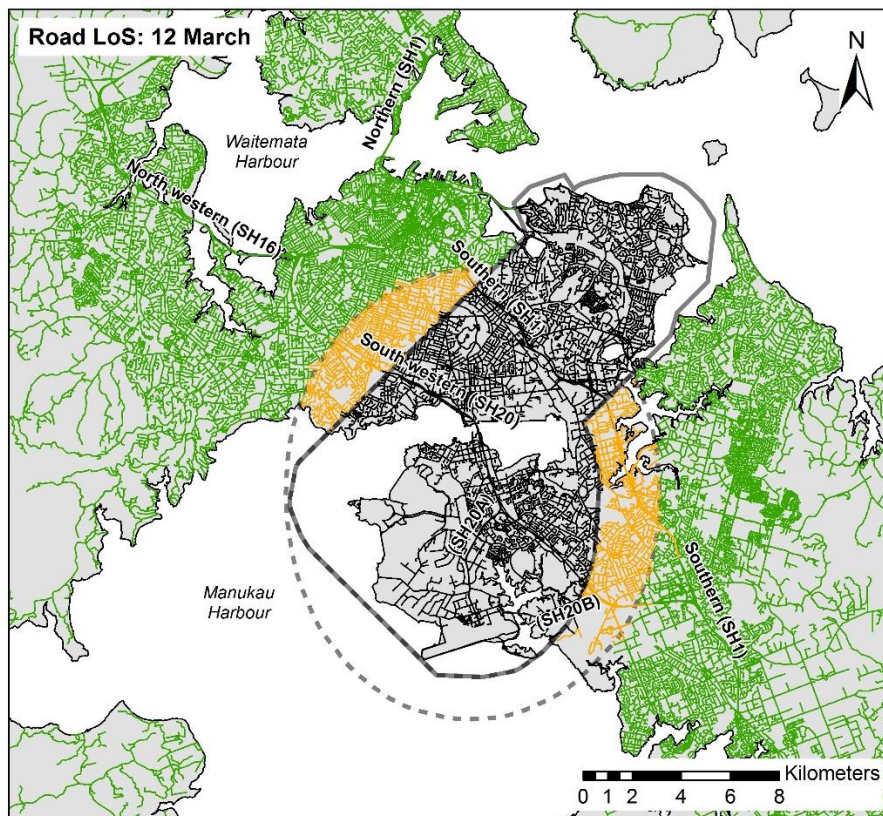 Road LoS: 12 March
N
Northern (SH1)
Waitemata
Harbour
North western (SH16)
Southern (SH1)
South western (SH20)
(SH20B)
Southern (SH1)
Manukau
Harbour
Kilometers
0 1 2 4 6 8